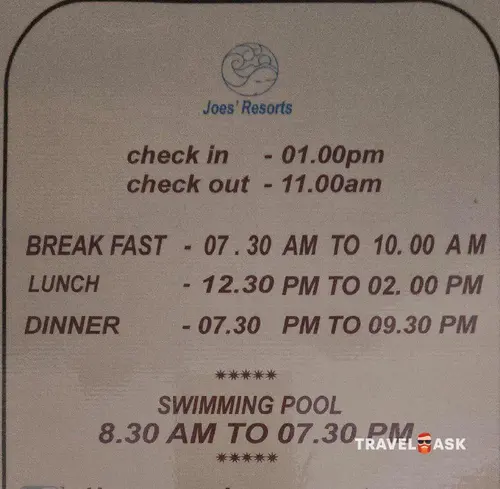 Joes' Resorts
check in - 01.00pm
check out - 11.00am
BREAK FAST - 07.30 AM TO 10.00 AM
LUNCH - 12.30 PM TO 02.00 PM
DINNER - 07.30 PM TO 09.30 PM
*****
SWIMMING POOL
8.30 AM TO 07.30 PM
TRAVEL ASK
*****